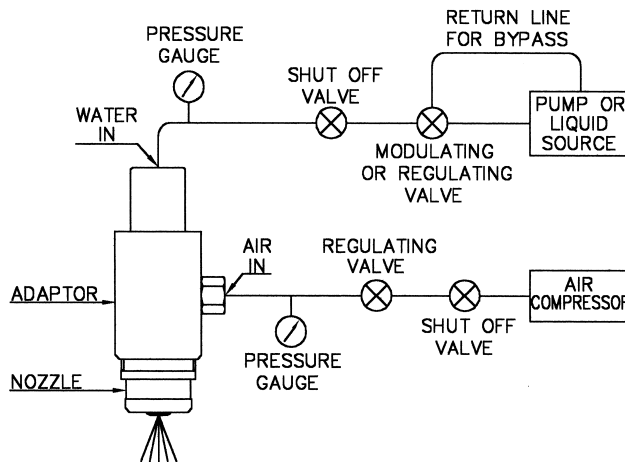 RETURN LINE
FOR BYPASS
PRESSURE
GAUGE
SHUT OFF
VALVE
PUMP OR
LIQUID
SOURCE
WATER
IN
MODULATING
OR REGULATING
VALVE
AIR
IN
REGULATING
VALVE
ADAPTOR
AIR
COMPRESSOR
SHUT OFF
VALVE
PRESSURE
GAUGE
NOZZLE